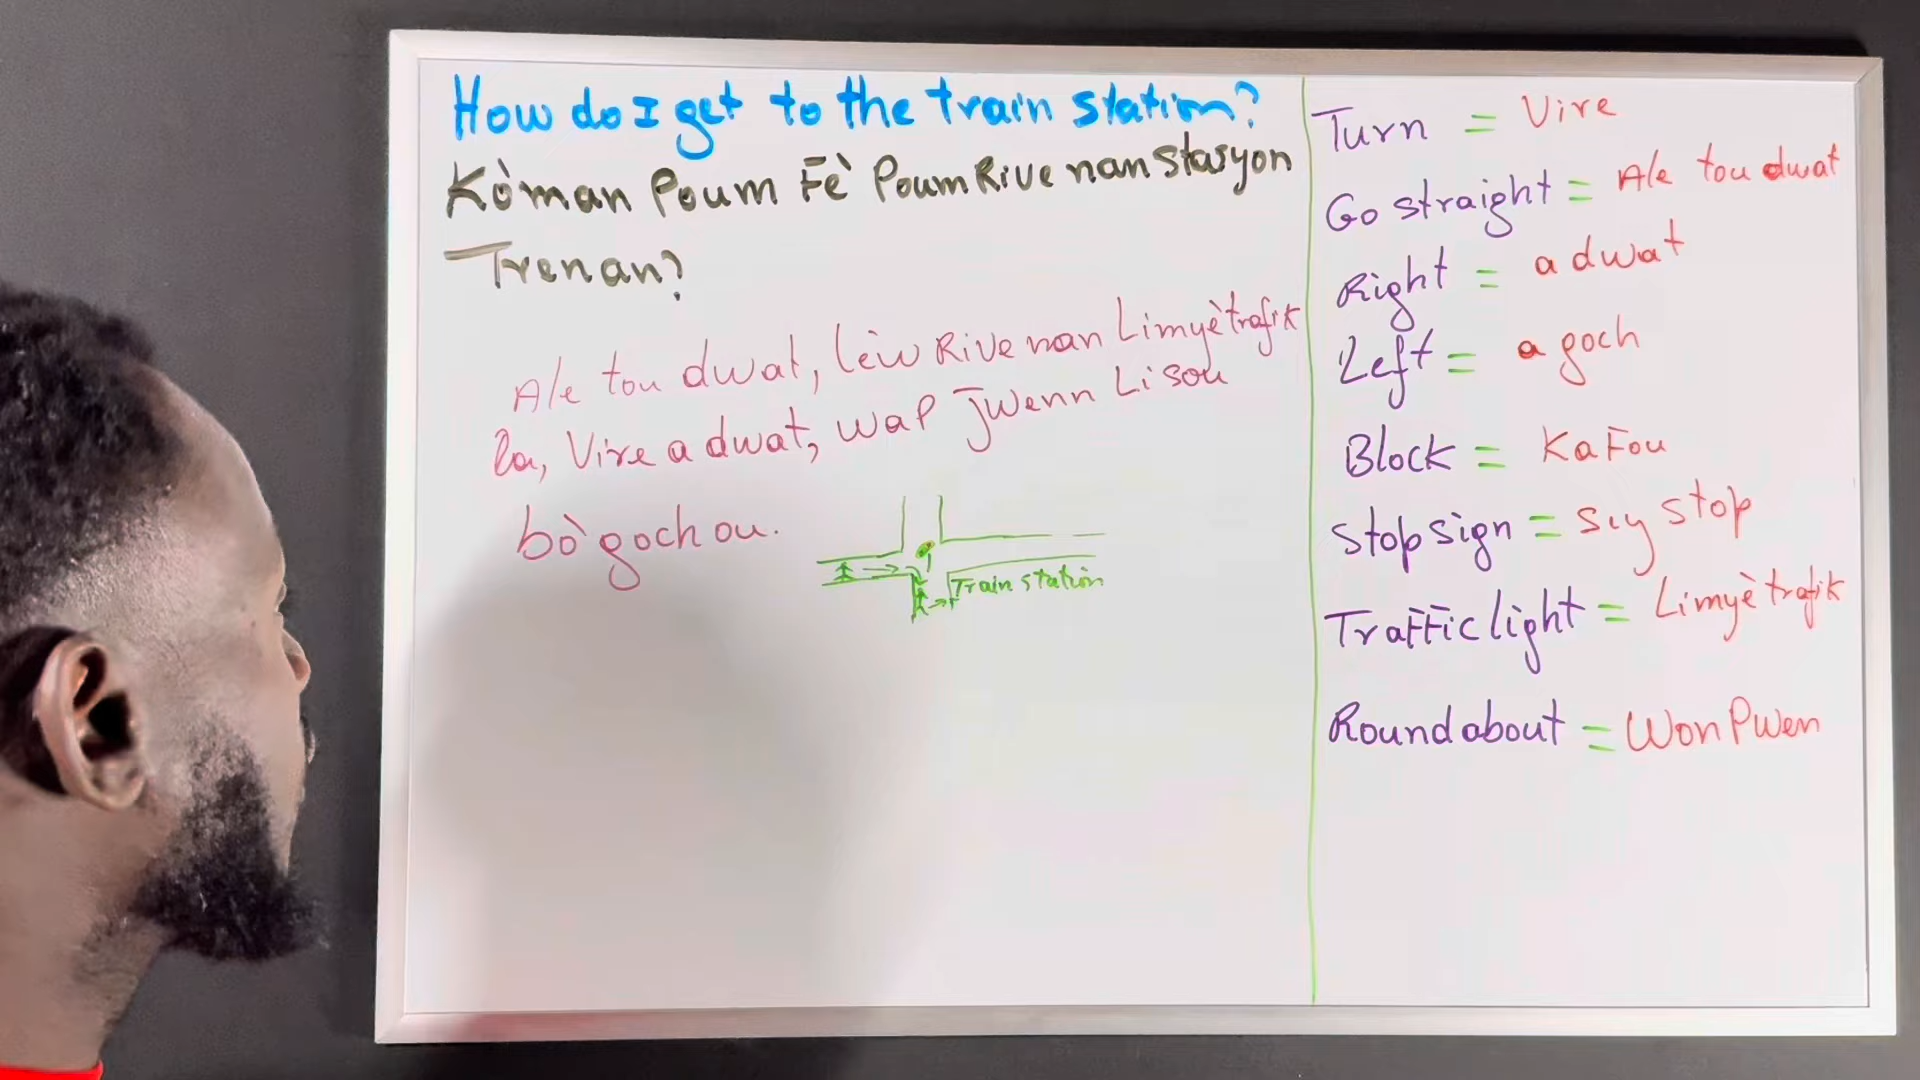 How do I get to the train station?
Kòman Poum Fè Poum Rive nan Stasyon
Tren an?
Ale tou dwat, lèw Rive nan Limyè trafik
la, Vire a dwat, wap Jwenn Li sou
bò goch ou.
Train station
Turn = Vire
Go straight = Ale tou dwat
Right = a dwat
Left = a goch
Block = KaFou
Stop sign = Siy stop
Traffic light = Limyè trafik
Roundabout = Won Pwen